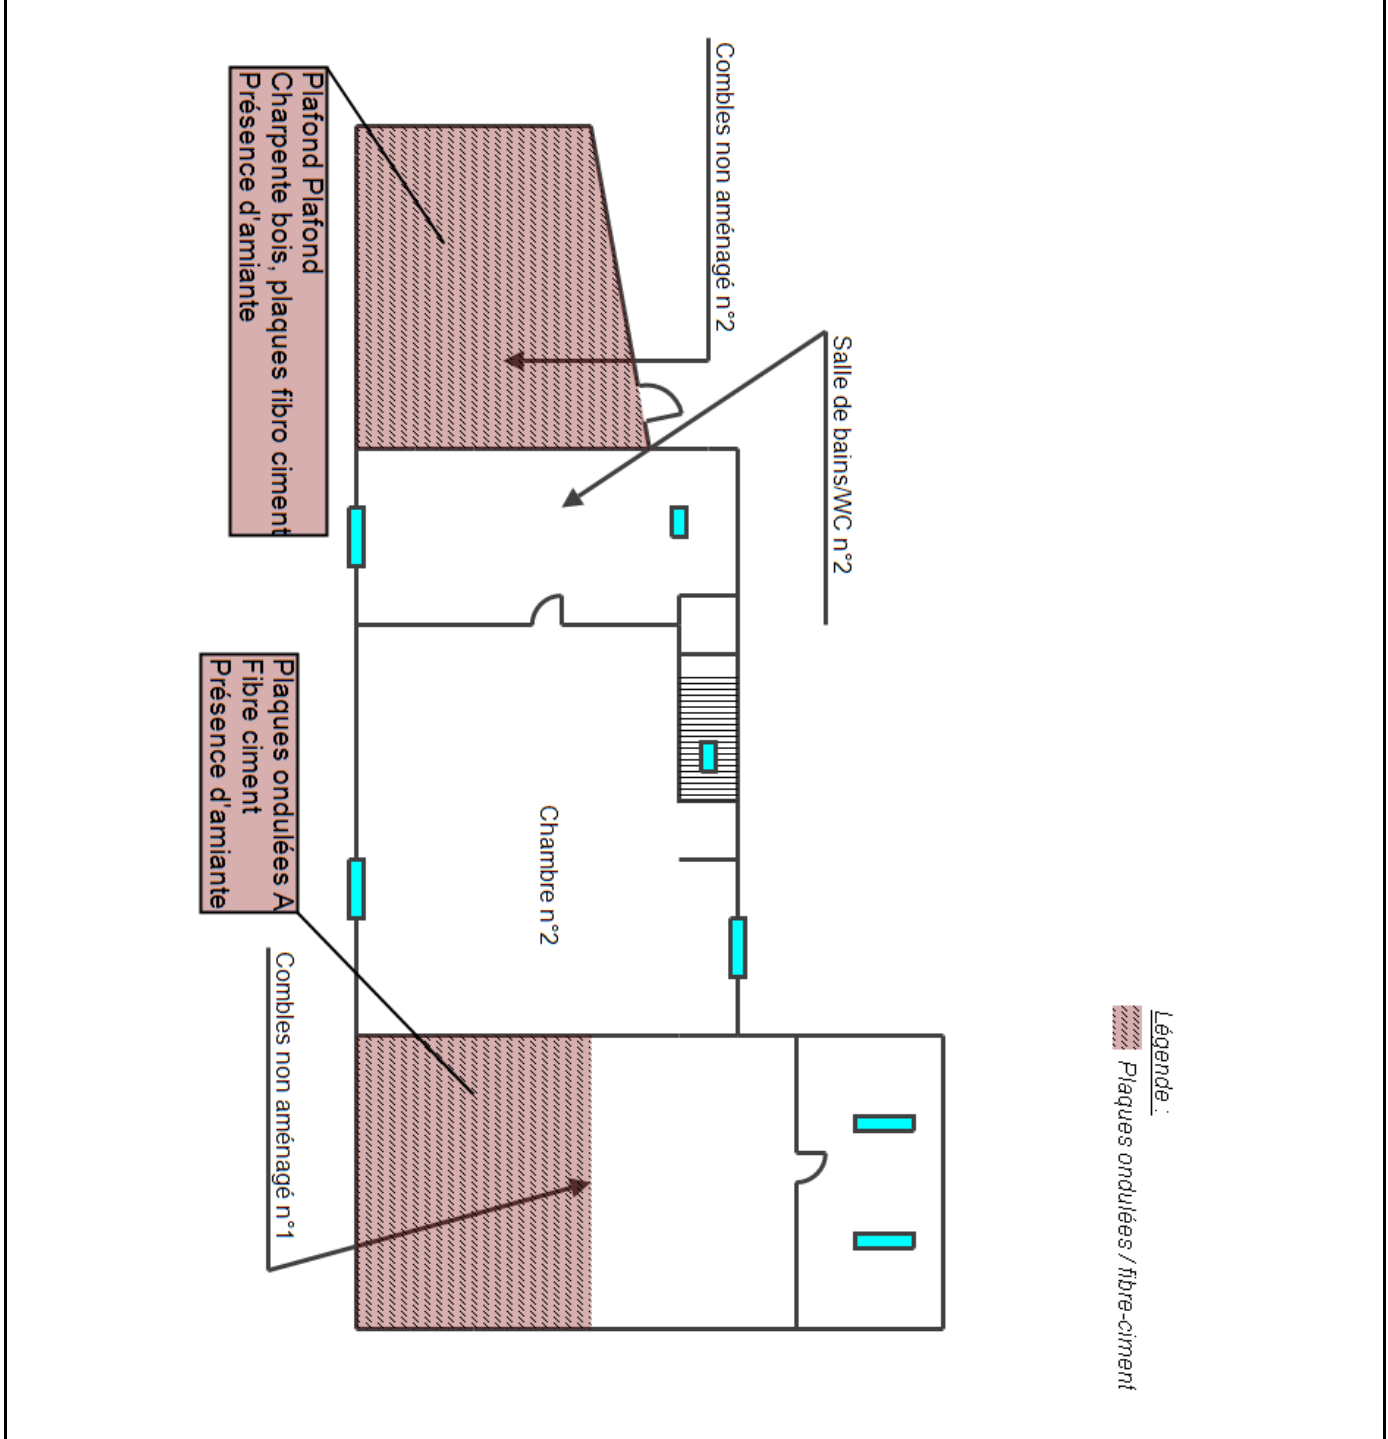 Combles non aménagé n°2
Salle de bains/WC n°2
Plafond Plafond
Charpente bois, plaques fibro ciment
Présence d'amiante
Plaques ondulées A
Fibre ciment
Présence d'amiante
Chambre n°2
Combles non aménagé n°1
Légende :
Plaques ondulées / fibre-ciment